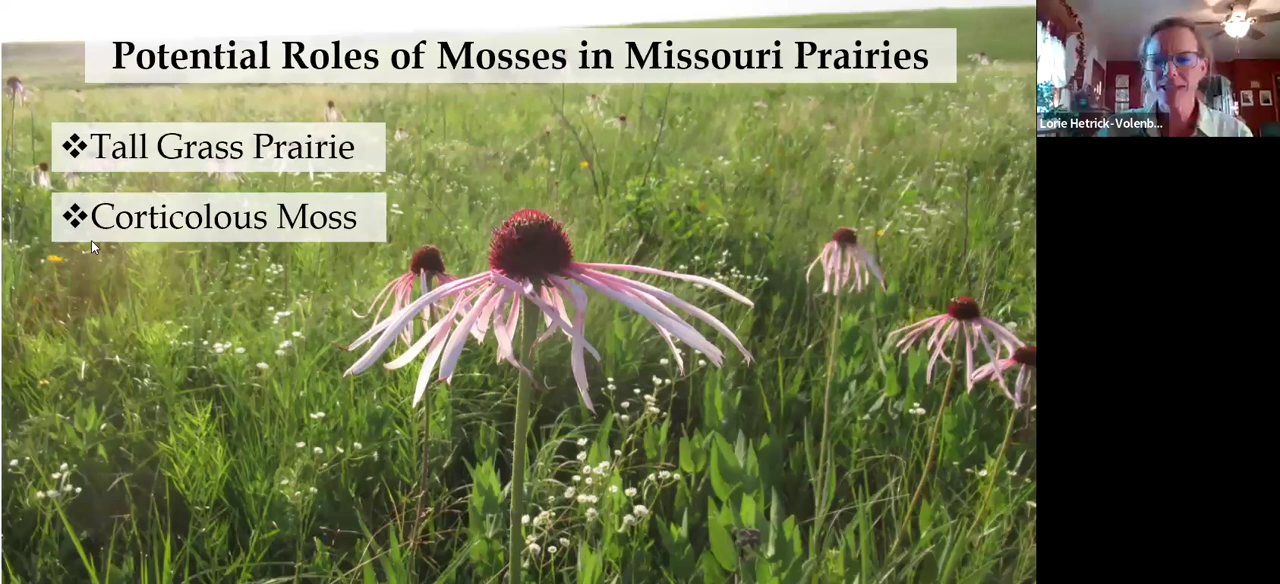 Potential Roles of Mosses in Missouri Prairies
❖Tall Grass Prairie
❖Corticolous Moss
Lorie Hetrick-Volenb...